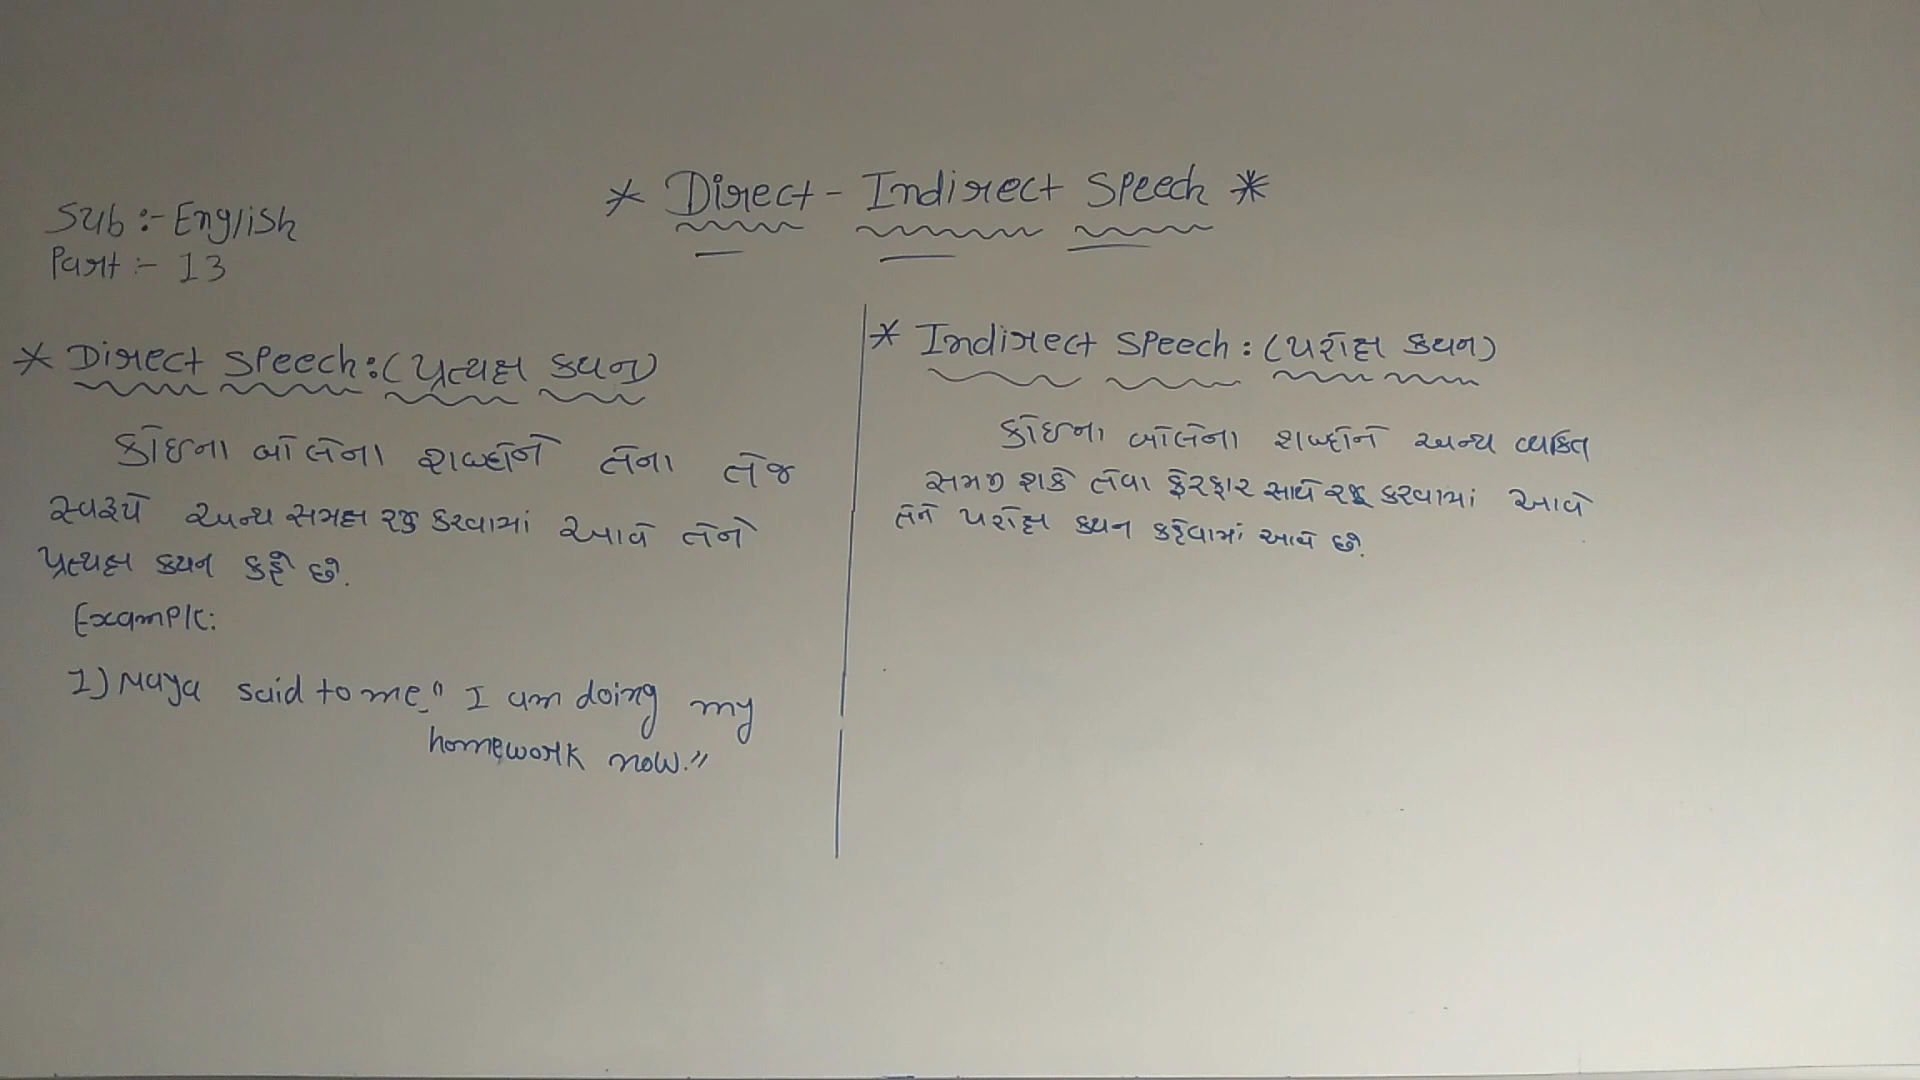 * Direct - Indirect Speech *
Sub :- English
Part :- 13
* Direct Speech : (પ્રત્યક્ષ કથન)
કોઇના બોલેના શબ્દોને તેના તેજ
સ્વરૂપે અન્ય સમક્ષ રજુ કરવામાં આવે તેને
પ્રત્યક્ષ કથન કહે છે.
Example:
1) Maya said to me," I am doing my
homework now."
* Indirect Speech : (પરોક્ષ કથન)
કોઇના બોલેના શબ્દોને અન્ય વ્યકિત
સમજી શકે તેવા ફેરફાર સાથે રજુ કરવામાં આવે
તેને પરોક્ષ કથન કહેવામાં આવે છે.